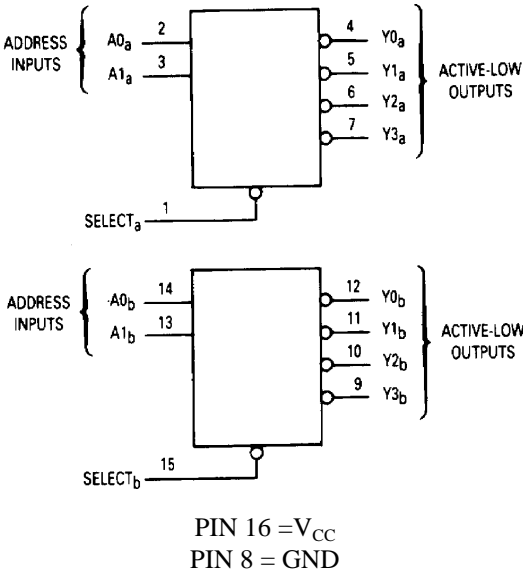 ADDRESS
INPUTS
A0a 2
A1a 3
4 Y0a
5 Y1a
6 Y2a
7 Y3a
ACTIVE-LOW
OUTPUTS
SELECTa 1
ADDRESS
INPUTS
A0b 14
A1b 13
12 Y0b
11 Y1b
10 Y2b
9 Y3b
ACTIVE-LOW
OUTPUTS
SELECTb 15
PIN 16 =VCC
PIN 8 = GND